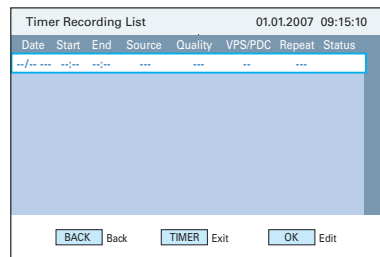 Timer Recording List 01.01.2007 09:15:10
Date Start End Source Quality VPS/PDC Repeat Status
--/-- --- --:-- --:-- --- --- -- ---
BACK Back TIMER Exit OK Edit